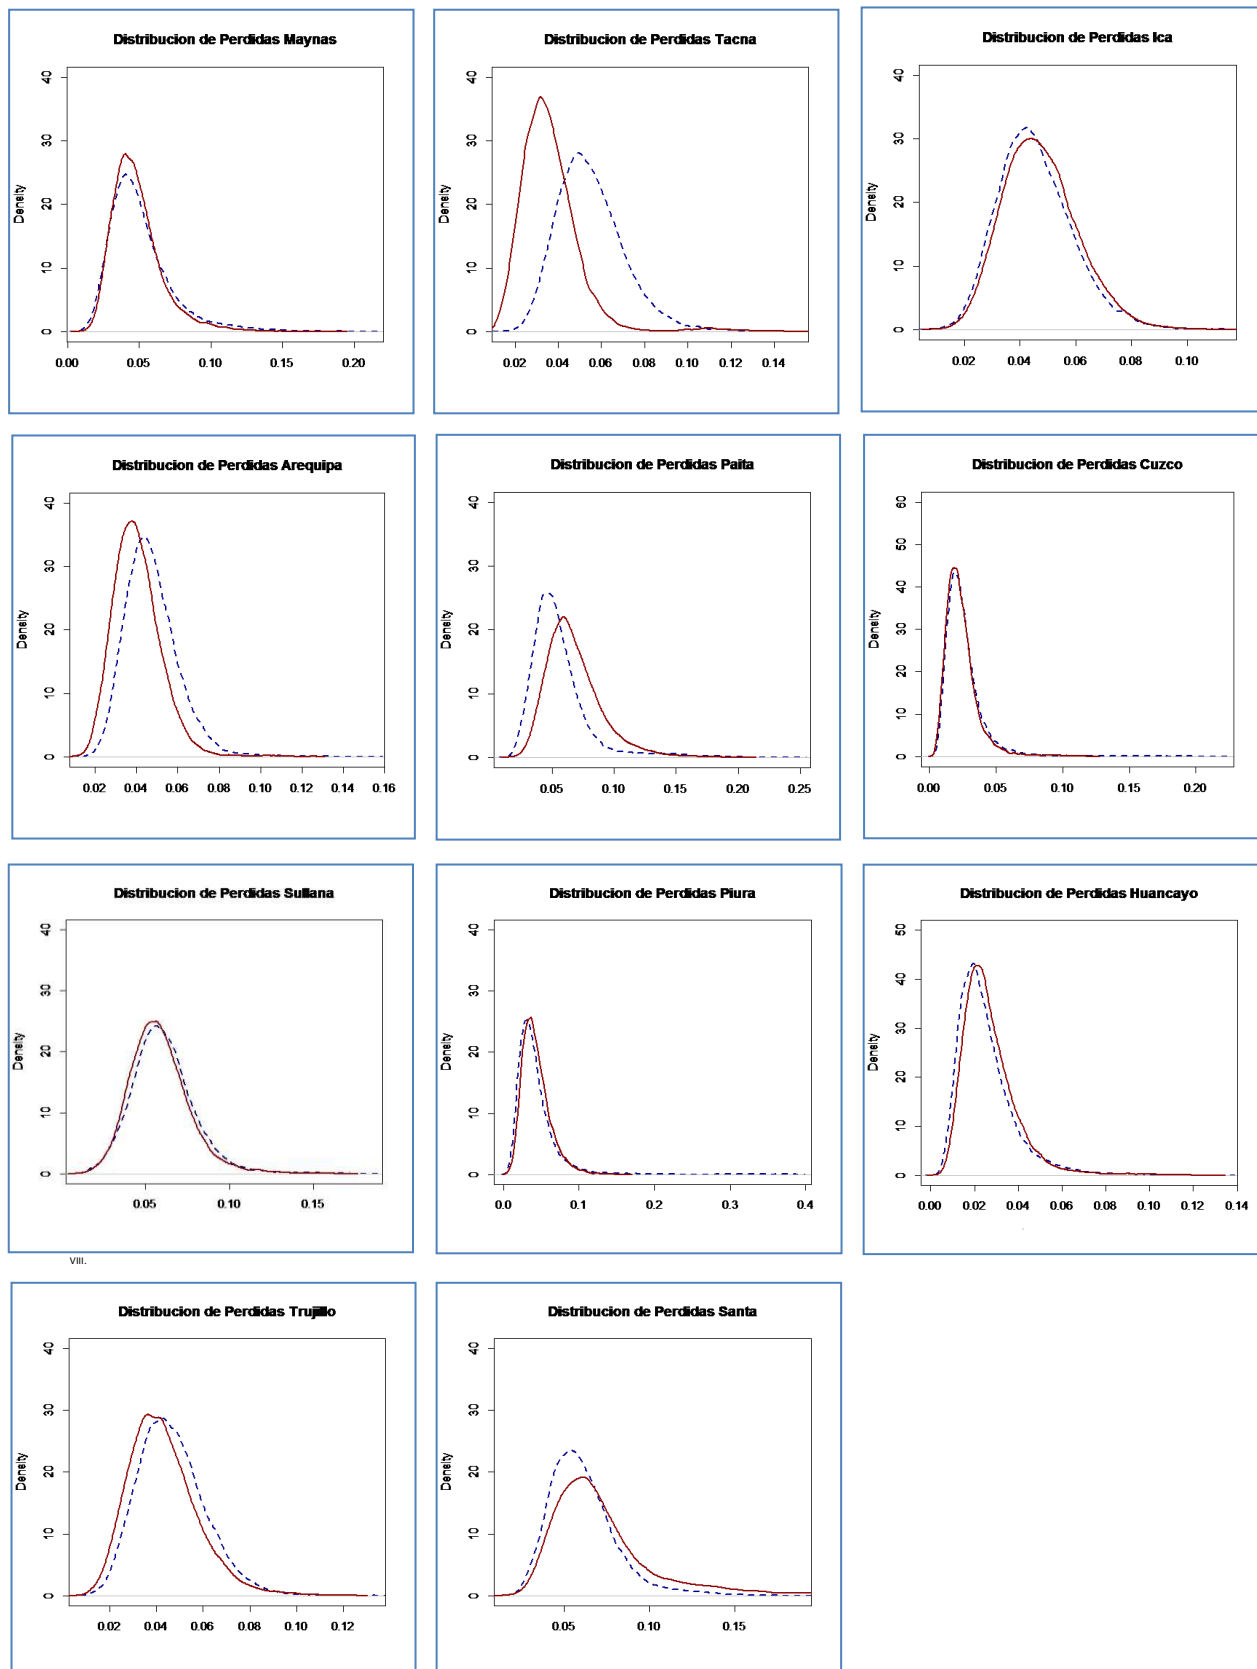 Distribucion de Perdidas Maynas
Density
40
30
20
10
0
0.00 0.05 0.10 0.15 0.20
Distribucion de Perdidas Tacna
Density
40
30
20
10
0
0.02 0.04 0.06 0.08 0.10 0.12 0.14
Distribucion de Perdidas Ica
Density
40
30
20
10
0
0.02 0.04 0.06 0.08 0.10
Distribucion de Perdidas Arequipa
Density
40
30
20
10
0
0.02 0.04 0.06 0.08 0.10 0.12 0.14 0.16
Distribucion de Perdidas Paita
Density
40
30
20
10
0
0.05 0.10 0.15 0.20 0.25
Distribucion de Perdidas Cuzco
Density
60
50
40
30
20
10
0
0.00 0.05 0.10 0.15 0.20
Distribucion de Perdidas Sullana
Density
40
30
20
10
0
0.05 0.10 0.15
Distribucion de Perdidas Piura
Density
40
30
20
10
0
0.0 0.1 0.2 0.3 0.4
Distribucion de Perdidas Huancayo
Density
50
40
30
20
10
0
0.00 0.02 0.04 0.06 0.08 0.10 0.12 0.14
VIII.
Distribucion de Perdidas Trujillo
Density
40
30
20
10
0
0.02 0.04 0.06 0.08 0.10 0.12
Distribucion de Perdidas Santa
Density
40
30
20
10
0
0.05 0.10 0.15